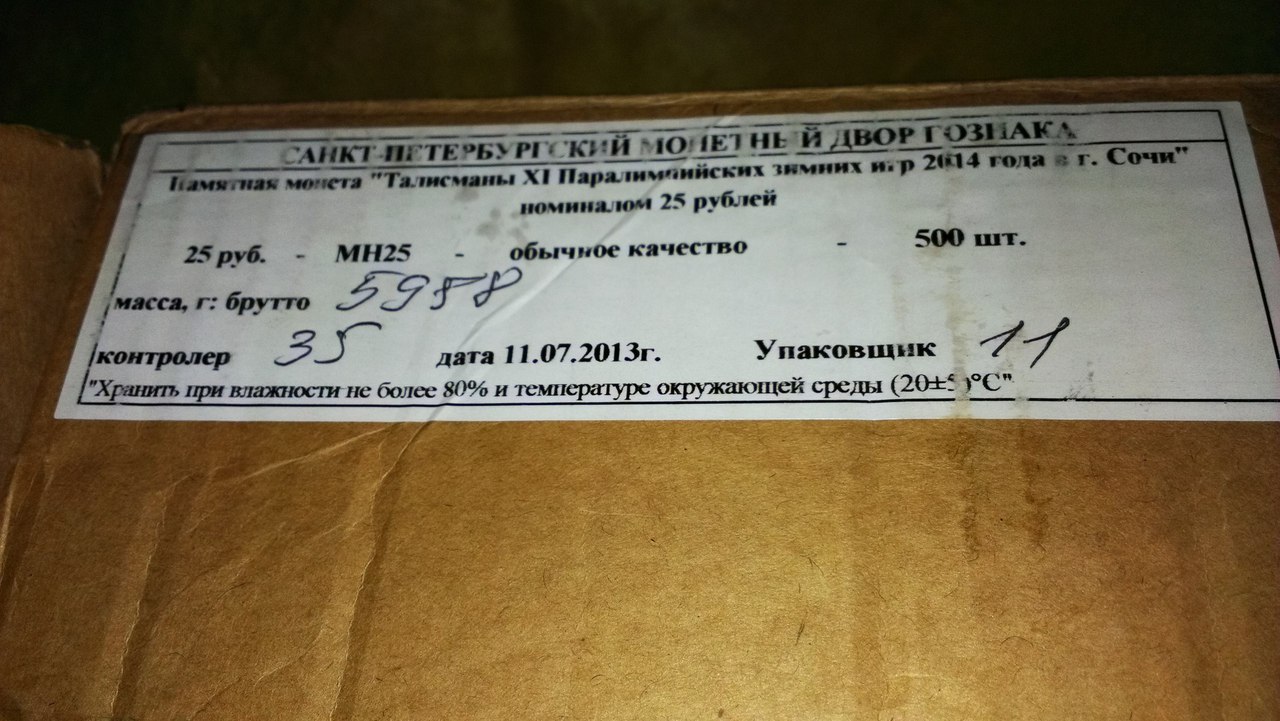 САНКТ-ПЕТЕРБУРГСКИЙ МОНЕТНЫЙ ДВОР ГОЗНАКА
Памятная монета "Талисманы XI Паралимпийских зимних игр 2014 года в г. Сочи"
номиналом 25 рублей
25 руб. - МН25 - обычное качество - 500 шт.
масса, г: брутто 5988
контролер 35 дата 11.07.2013г. Упаковщик 11
"Хранить при влажности не более 80% и температуре окружающей среды (20±5)°С"